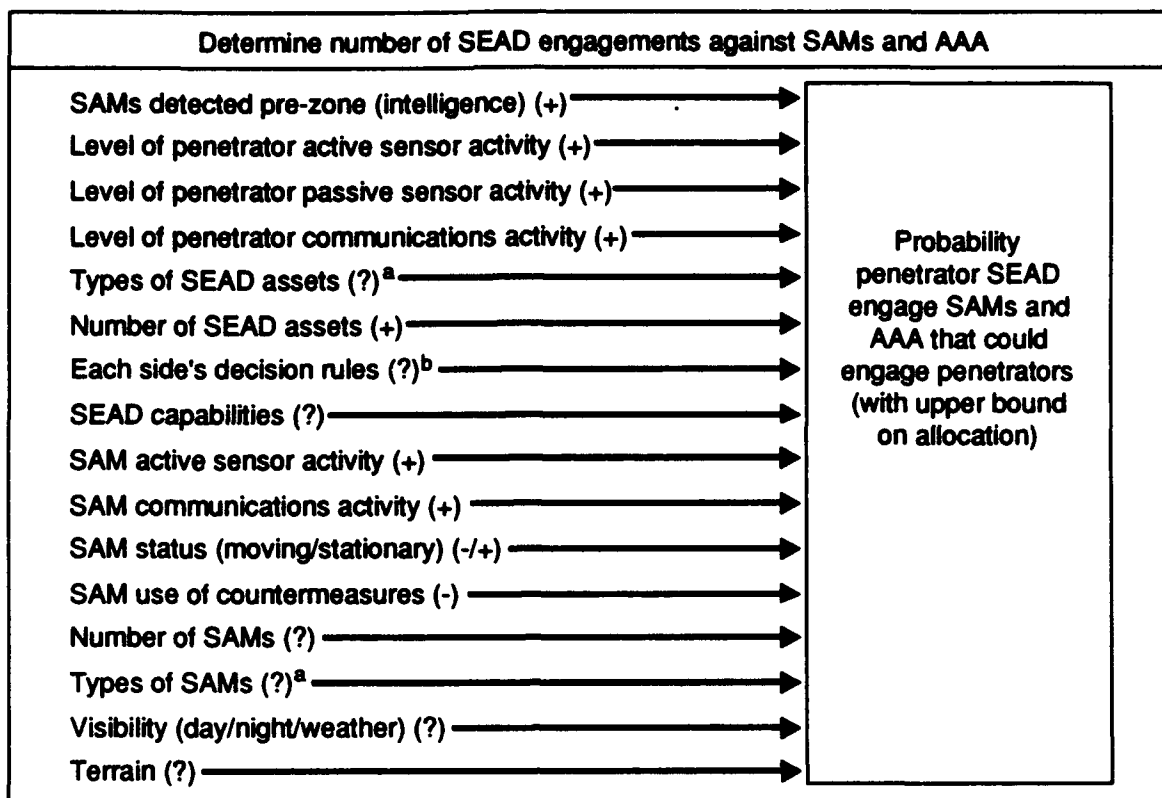 Determine number of SEAD engagements against SAMs and AAA
SAMs detected pre-zone (intelligence) (+)
Level of penetrator active sensor activity (+)
Level of penetrator passive sensor activity (+)
Level of penetrator communications activity (+)
Types of SEAD assets (?)a
Number of SEAD assets (+)
Each side's decision rules (?)b
SEAD capabilities (?)
SAM active sensor activity (+)
SAM communications activity (+)
SAM status (moving/stationary) (-/+)
SAM use of countermeasures (-)
Number of SAMs (?)
Types of SAMs (?)a
Visibility (day/night/weather) (?)
Terrain (?)
Probability
penetrator SEAD
engage SAMs and
AAA that could
engage penetrators
(with upper bound
on allocation)